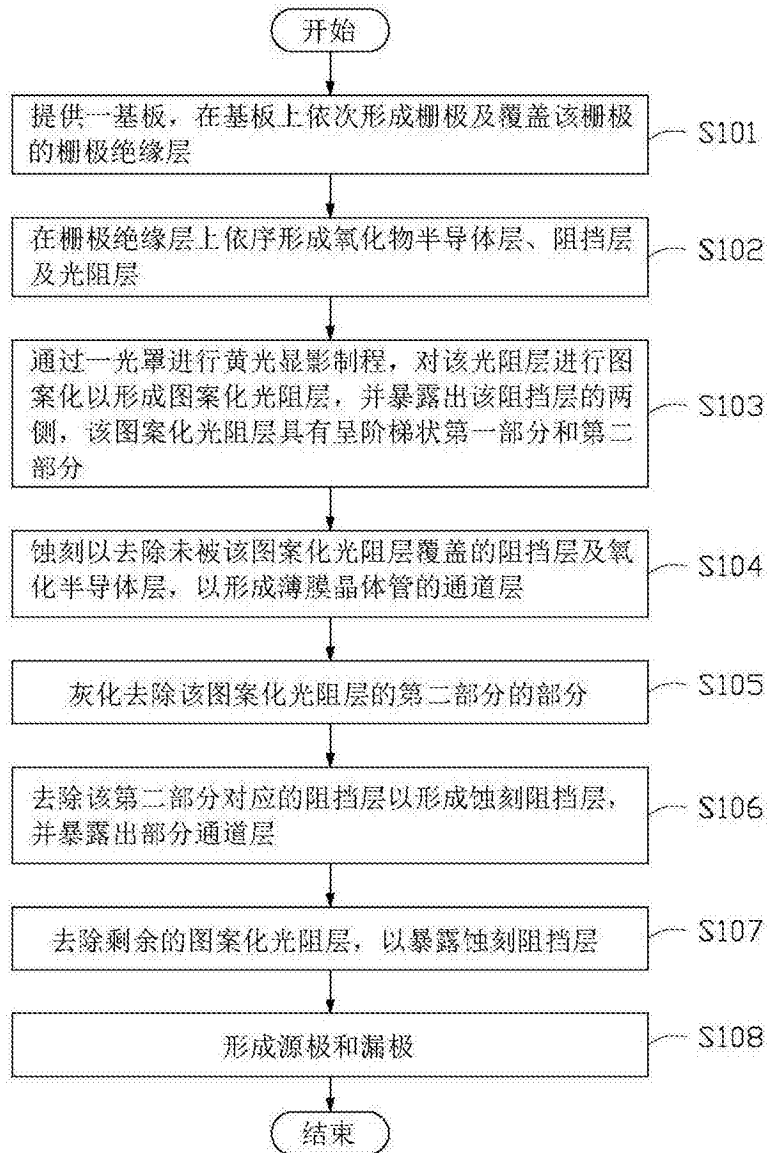 开始
提供一基板，在基板上依次形成栅极及覆盖该栅极
的栅极绝缘层
S101
在栅极绝缘层上依序形成氧化物半导体层、阻挡层
及光阻层
S102
通过一光罩进行黄光显影制程，对该光阻层进行图
案化以形成图案化光阻层，并暴露出该阻挡层的两
侧，该图案化光阻层具有呈阶梯状第一部分和第二
部分
S103
蚀刻以去除未被该图案化光阻层覆盖的阻挡层及氧
化半导体层，以形成薄膜晶体管的通道层
S104
灰化去除该图案化光阻层的第二部分的部分
S105
去除该第二部分对应的阻挡层以形成蚀刻阻挡层，
并暴露出部分通道层
S106
去除剩余的图案化光阻层，以暴露蚀刻阻挡层
S107
形成源极和漏极
S108
结束